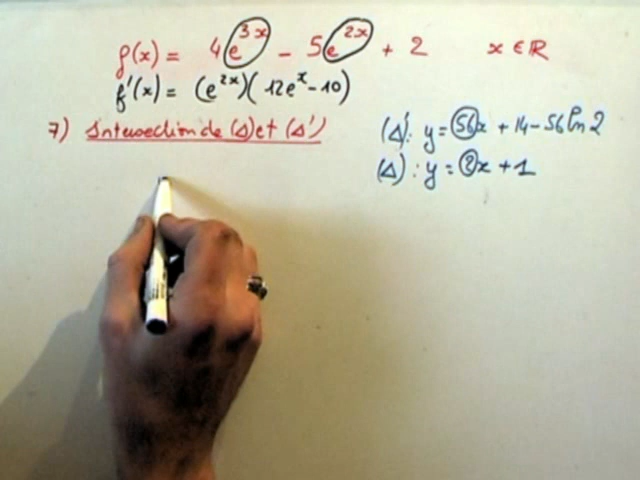 f(x) = 4e^{3x} - 5e^{2x} + 2 x ∈ ℝ
f'(x) = (e^{2x})(12e^x - 10)
7) Intersection de (Δ) et (Δ')
(Δ'): y = 56x + 14 - 56 ln 2
(Δ): y = 2x + 1